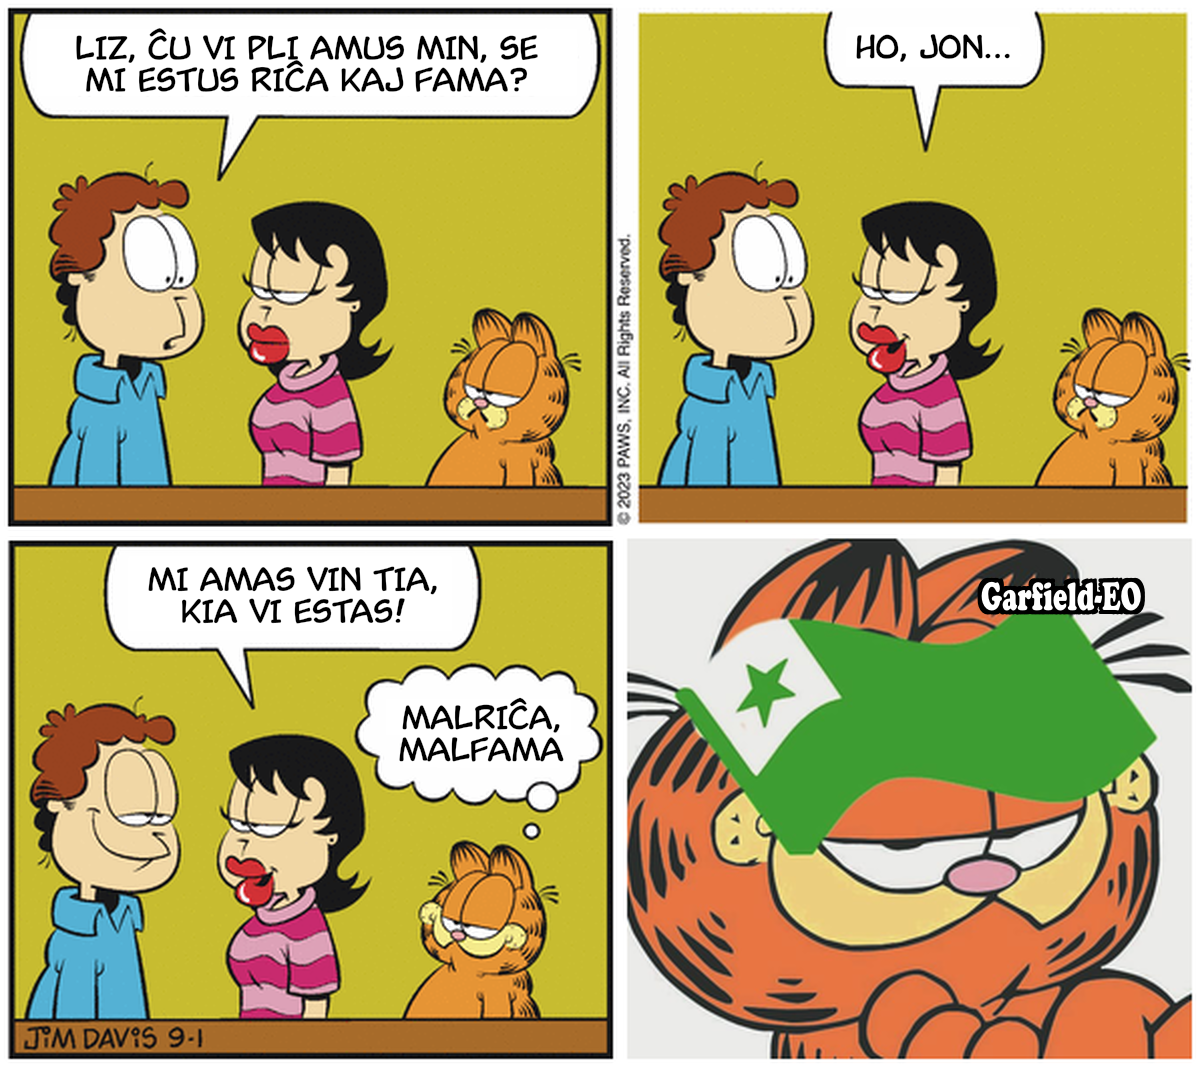 LIZ, ĈU VI PLI AMUS MIN, SE
MI ESTUS RIĈA KAJ FAMA?
HO, JON...
© 2023 PAWS, INC. All Rights Reserved.
MI AMAS VIN TIA,
KIA VI ESTAS!
MALRIĈA,
MALFAMA
JIM DAVIS 9-1
Garfield-EO